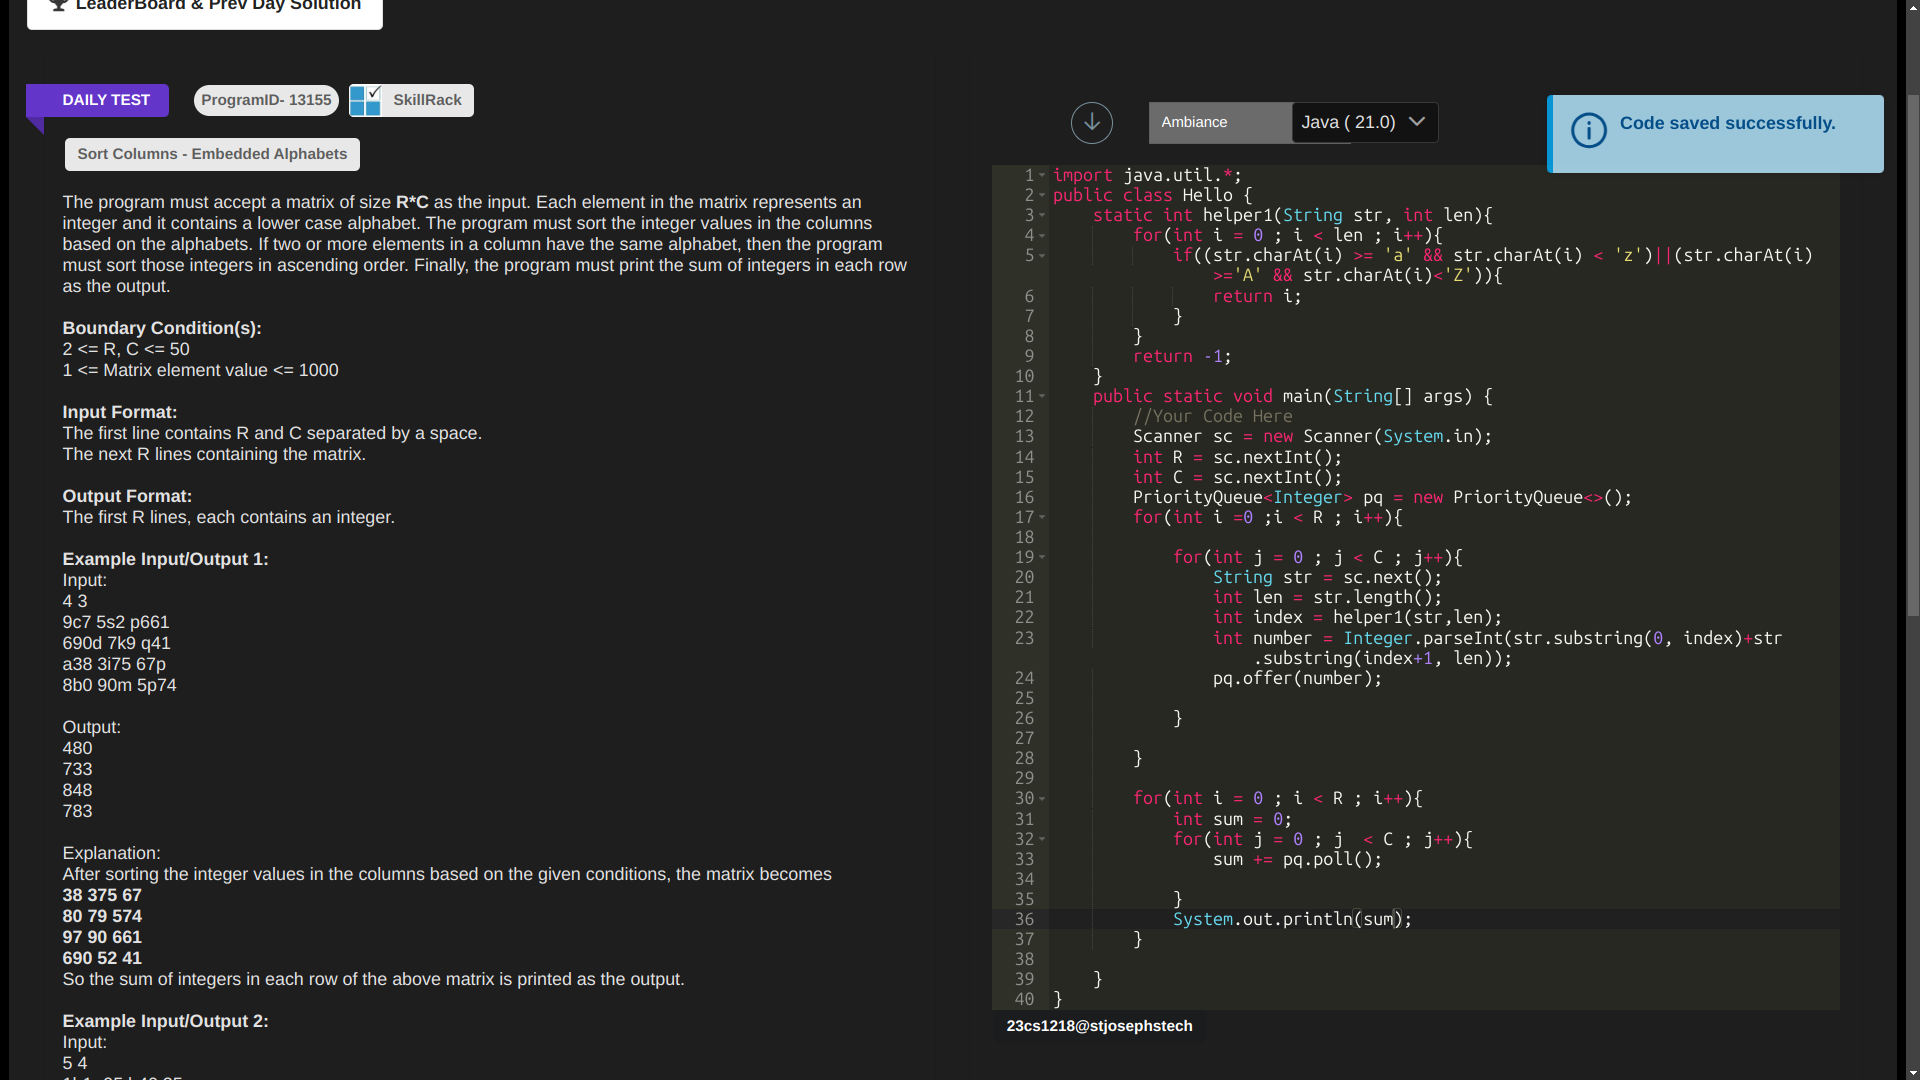 LeaderBoard & Prev Day Solution
DAILY TEST
ProgramID- 13155
SkillRack
Sort Columns - Embedded Alphabets
The program must accept a matrix of size R*C as the input. Each element in the matrix represents an
integer and it contains a lower case alphabet. The program must sort the integer values in the columns
based on the alphabets. If two or more elements in a column have the same alphabet, then the program
must sort those integers in ascending order. Finally, the program must print the sum of integers in each row
as the output.
Boundary Condition(s):
2 <= R, C <= 50
1 <= Matrix element value <= 1000
Input Format:
The first line contains R and C separated by a space.
The next R lines containing the matrix.
Output Format:
The first R lines, each contains an integer.
Example Input/Output 1:
Input:
4 3
9c7 5s2 p661
690d 7k9 q41
a38 3i75 67p
8b0 90m 5p74
Output:
480
733
848
783
Explanation:
After sorting the integer values in the columns based on the given conditions, the matrix becomes
38 375 67
80 79 574
97 90 661
690 52 41
So the sum of integers in each row of the above matrix is printed as the output.
Example Input/Output 2:
Input:
5 4
Ambiance
Java ( 21.0)
Code saved successfully.
1 import java.util.*;
2 public class Hello {
3 static int helper1(String str, int len){
4 for(int i = 0 ; i < len ; i++){
5 if((str.charAt(i) >= 'a' && str.charAt(i) < 'z')||(str.charAt(i)
>='A' && str.charAt(i)<'Z')){
6 return i;
7 }
8 }
9 return -1;
10 }
11 public static void main(String[] args) {
12 //Your Code Here
13 Scanner sc = new Scanner(System.in);
14 int R = sc.nextInt();
15 int C = sc.nextInt();
16 PriorityQueue<Integer> pq = new PriorityQueue<>();
17 for(int i =0 ;i < R ; i++){
18
19 for(int j = 0 ; j < C ; j++){
20 String str = sc.next();
21 int len = str.length();
22 int index = helper1(str,len);
23 int number = Integer.parseInt(str.substring(0, index)+str
.substring(index+1, len));
24 pq.offer(number);
25
26 }
27
28 }
29
30 for(int i = 0 ; i < R ; i++){
31 int sum = 0;
32 for(int j = 0 ; j  < C ; j++){
33 sum += pq.poll();
34
35 }
36 System.out.println(sum);
37 }
38
39 }
40 }
23cs1218@stjosephstech